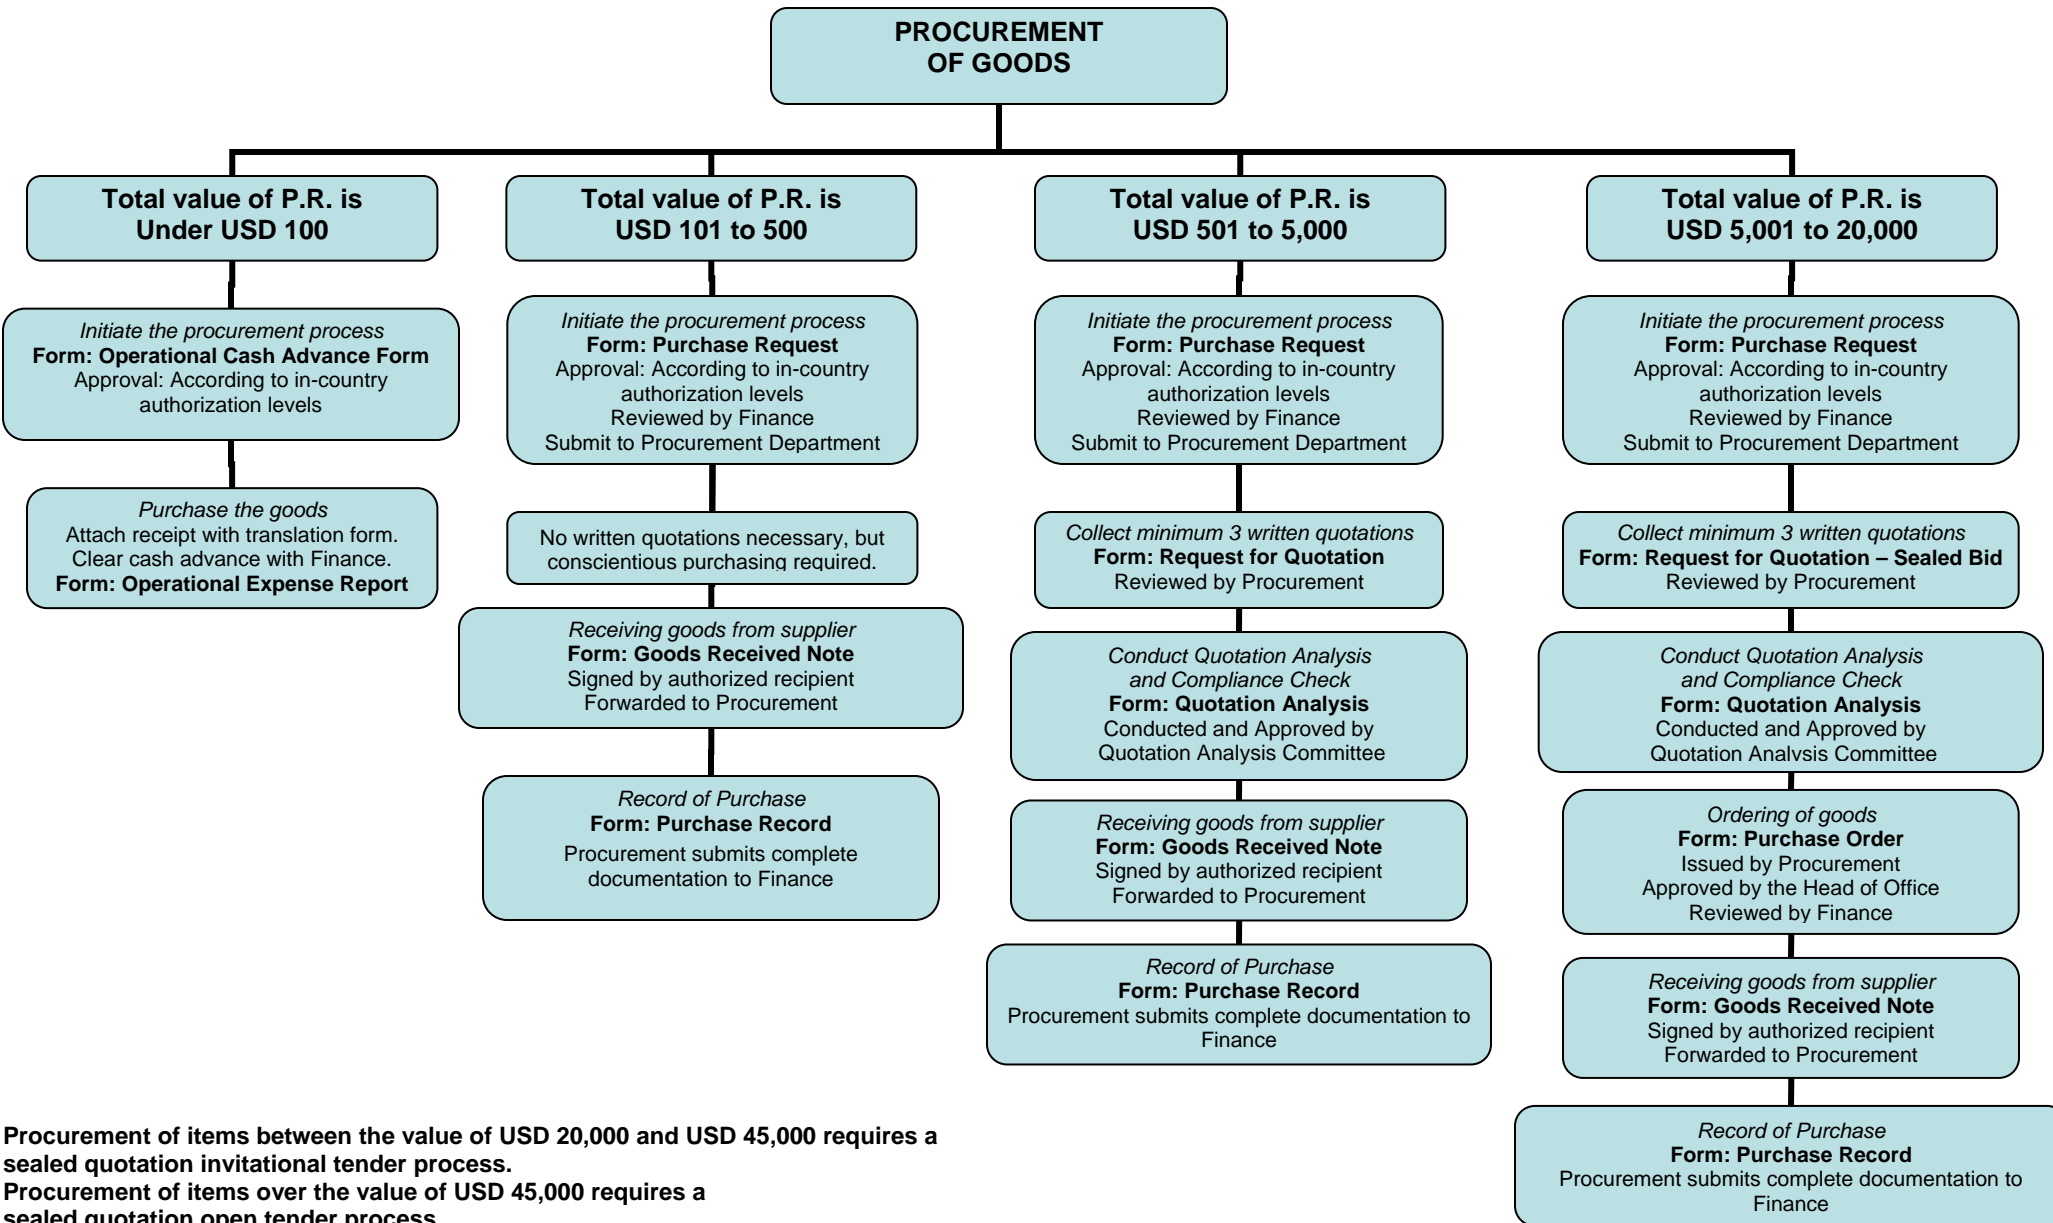 PROCUREMENT
OF GOODS
Total value of P.R. is
Under USD 100
Initiate the procurement process
Form: Operational Cash Advance Form
Approval: According to in-country
authorization levels
Purchase the goods
Attach receipt with translation form.
Clear cash advance with Finance.
Form: Operational Expense Report
Total value of P.R. is
USD 101 to 500
Initiate the procurement process
Form: Purchase Request
Approval: According to in-country
authorization levels
Reviewed by Finance
Submit to Procurement Department
No written quotations necessary, but
conscientious purchasing required.
Receiving goods from supplier
Form: Goods Received Note
Signed by authorized recipient
Forwarded to Procurement
Record of Purchase
Form: Purchase Record
Procurement submits complete
documentation to Finance
Total value of P.R. is
USD 501 to 5,000
Initiate the procurement process
Form: Purchase Request
Approval: According to in-country
authorization levels
Reviewed by Finance
Submit to Procurement Department
Collect minimum 3 written quotations
Form: Request for Quotation
Reviewed by Procurement
Conduct Quotation Analysis
and Compliance Check
Form: Quotation Analysis
Conducted and Approved by
Quotation Analysis Committee
Receiving goods from supplier
Form: Goods Received Note
Signed by authorized recipient
Forwarded to Procurement
Record of Purchase
Form: Purchase Record
Procurement submits complete documentation to
Finance
Total value of P.R. is
USD 5,001 to 20,000
Initiate the procurement process
Form: Purchase Request
Approval: According to in-country
authorization levels
Reviewed by Finance
Submit to Procurement Department
Collect minimum 3 written quotations
Form: Request for Quotation – Sealed Bid
Reviewed by Procurement
Conduct Quotation Analysis
and Compliance Check
Form: Quotation Analysis
Conducted and Approved by
Quotation Analysis Committee
Ordering of goods
Form: Purchase Order
Issued by Procurement
Approved by the Head of Office
Reviewed by Finance
Receiving goods from supplier
Form: Goods Received Note
Signed by authorized recipient
Forwarded to Procurement
Record of Purchase
Form: Purchase Record
Procurement submits complete documentation to
Finance
Procurement of items between the value of USD 20,000 and USD 45,000 requires a
sealed quotation invitational tender process.
Procurement of items over the value of USD 45,000 requires a
sealed quotation open tender process